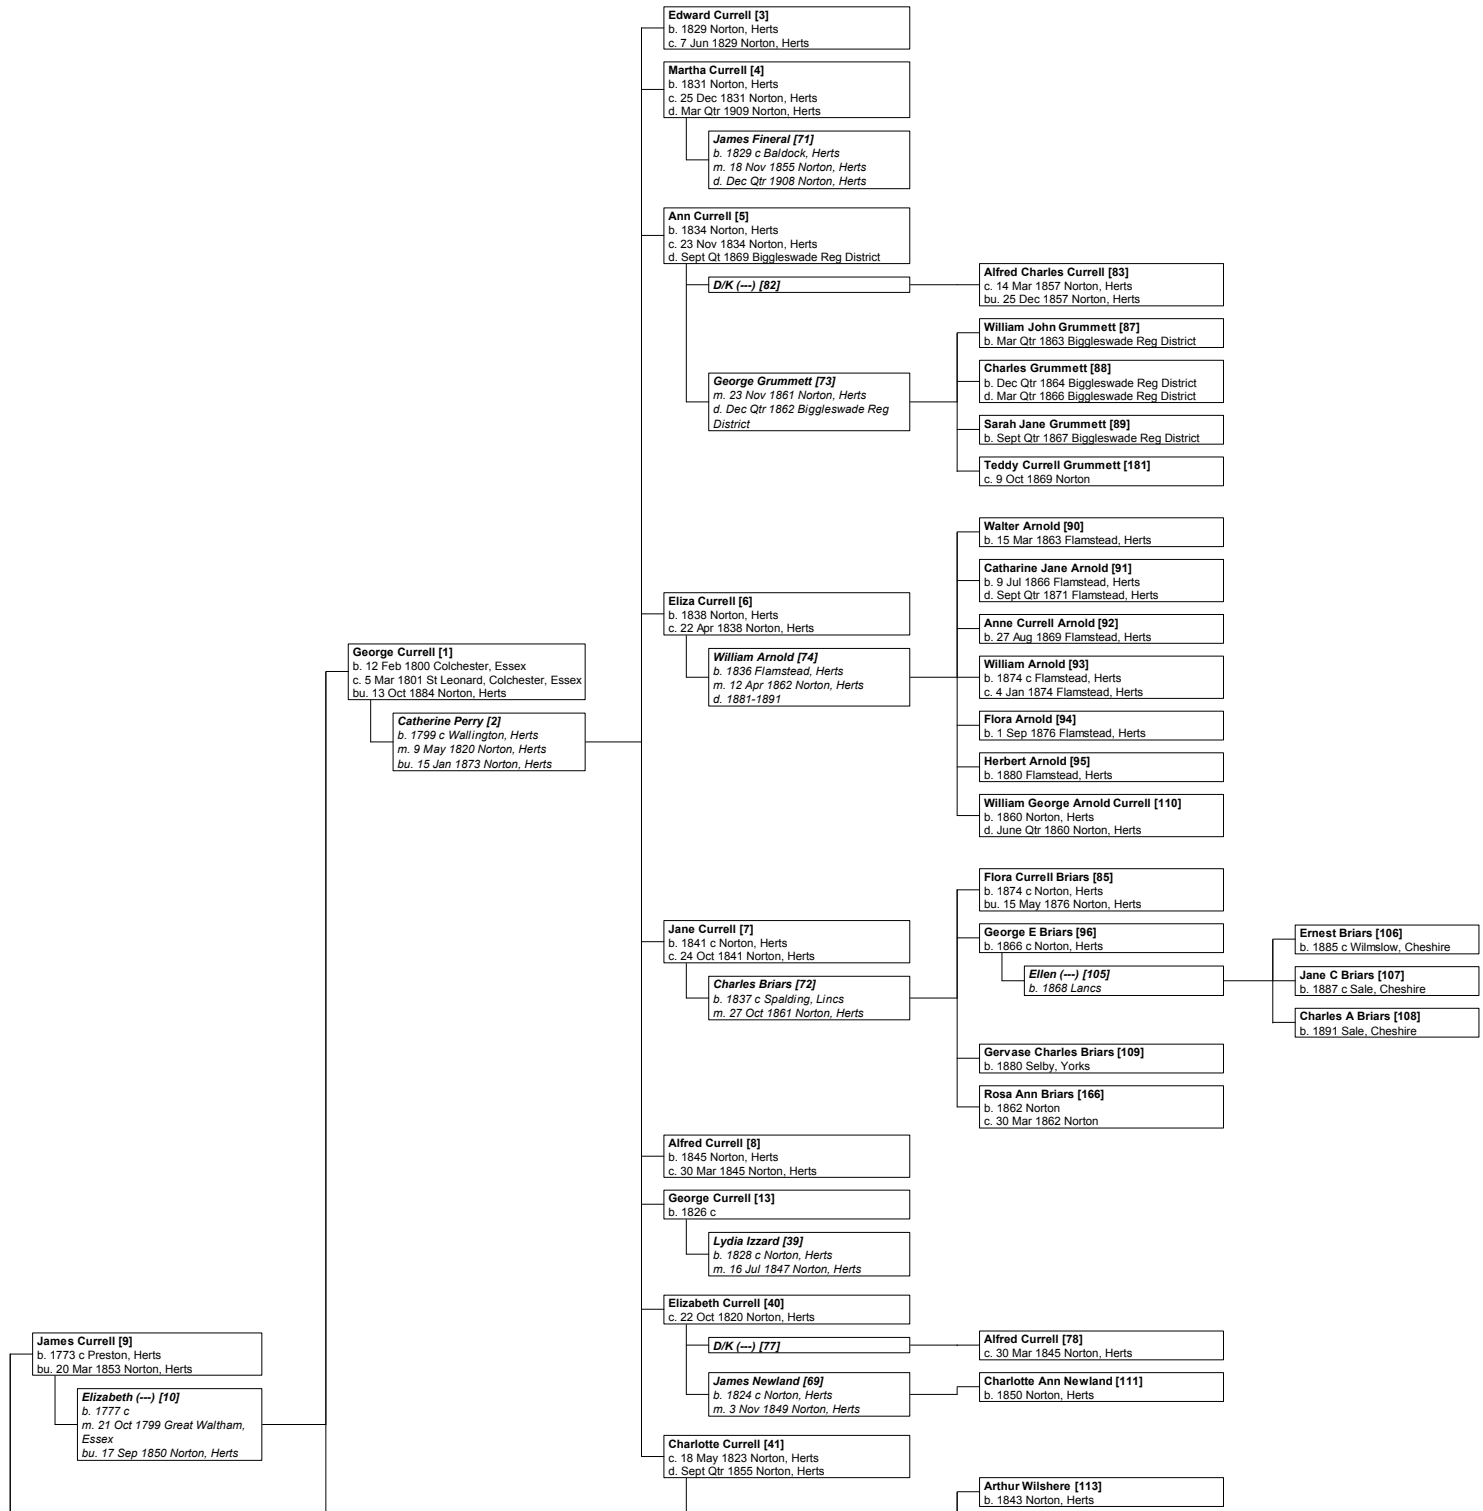 Edward Currell [3]
b. 1829 Norton, Herts
c. 7 Jun 1829 Norton, Herts
Martha Currell [4]
b. 1831 Norton, Herts
c. 25 Dec 1831 Norton, Herts
d. Mar Qtr 1909 Norton, Herts
James Fineral [71]
b. 1829 c Baldock, Herts
m. 18 Nov 1855 Norton, Herts
d. Dec Qtr 1908 Norton, Herts
Ann Currell [5]
b. 1834 Norton, Herts
c. 23 Nov 1834 Norton, Herts
d. Sept Qt 1869 Biggleswade Reg District
D/K (---) [82]
Alfred Charles Currell [83]
c. 14 Mar 1857 Norton, Herts
bu. 25 Dec 1857 Norton, Herts
George Grummett [73]
m. 23 Nov 1861 Norton, Herts
d. Dec Qtr 1862 Biggleswade Reg
District
William John Grummett [87]
b. Mar Qtr 1863 Biggleswade Reg District
Charles Grummett [88]
b. Dec Qtr 1864 Biggleswade Reg District
d. Mar Qtr 1866 Biggleswade Reg District
Sarah Jane Grummett [89]
b. Sept Qtr 1867 Biggleswade Reg District
Teddy Currell Grummett [181]
c. 9 Oct 1869 Norton
Eliza Currell [6]
b. 1838 Norton, Herts
c. 22 Apr 1838 Norton, Herts
William Arnold [74]
b. 1836 Flamstead, Herts
m. 12 Apr 1862 Norton, Herts
d. 1881-1891
Walter Arnold [90]
b. 15 Mar 1863 Flamstead, Herts
Catharine Jane Arnold [91]
b. 9 Jul 1866 Flamstead, Herts
d. Sept Qtr 1871 Flamstead, Herts
Anne Currell Arnold [92]
b. 27 Aug 1869 Flamstead, Herts
William Arnold [93]
b. 1874 c Flamstead, Herts
c. 4 Jan 1874 Flamstead, Herts
Flora Arnold [94]
b. 1 Sep 1876 Flamstead, Herts
Herbert Arnold [95]
b. 1880 Flamstead, Herts
William George Arnold Currell [110]
b. 1860 Norton, Herts
d. June Qtr 1860 Norton, Herts
George Currell [1]
b. 12 Feb 1800 Colchester, Essex
c. 5 Mar 1801 St Leonard, Colchester, Essex
bu. 13 Oct 1884 Norton, Herts
Catherine Perry [2]
b. 1799 c Wallington, Herts
m. 9 May 1820 Norton, Herts
bu. 15 Jan 1873 Norton, Herts
Jane Currell [7]
b. 1841 c Norton, Herts
c. 24 Oct 1841 Norton, Herts
Charles Briars [72]
b. 1837 c Spalding, Lincs
m. 27 Oct 1861 Norton, Herts
Flora Currell Briars [85]
b. 1874 c Norton, Herts
bu. 15 May 1876 Norton, Herts
George E Briars [96]
b. 1866 c Norton, Herts
Ellen (---) [105]
b. 1868 Lancs
Ernest Briars [106]
b. 1885 c Wilmslow, Cheshire
Jane C Briars [107]
b. 1887 c Sale, Cheshire
Charles A Briars [108]
b. 1891 Sale, Cheshire
Gervase Charles Briars [109]
b. 1880 Selby, Yorks
Rosa Ann Briars [166]
b. 1862 Norton
c. 30 Mar 1862 Norton
Alfred Currell [8]
b. 1845 Norton, Herts
c. 30 Mar 1845 Norton, Herts
George Currell [13]
b. 1826 c
Lydia Izzard [39]
b. 1828 c Norton, Herts
m. 16 Jul 1847 Norton, Herts
Elizabeth Currell [40]
c. 22 Oct 1820 Norton, Herts
D/K (---) [77]
Alfred Currell [78]
c. 30 Mar 1845 Norton, Herts
James Newland [69]
b. 1824 c Norton, Herts
m. 3 Nov 1849 Norton, Herts
Charlotte Ann Newland [111]
b. 1850 Norton, Herts
James Currell [9]
b. 1773 c Preston, Herts
bu. 20 Mar 1853 Norton, Herts
Elizabeth (---) [10]
b. 1777 c
m. 21 Oct 1799 Great Waltham,
Essex
bu. 17 Sep 1850 Norton, Herts
Charlotte Currell [41]
c. 18 May 1823 Norton, Herts
d. Sept Qtr 1855 Norton, Herts
Arthur Wilshere [113]
b. 1843 Norton, Herts